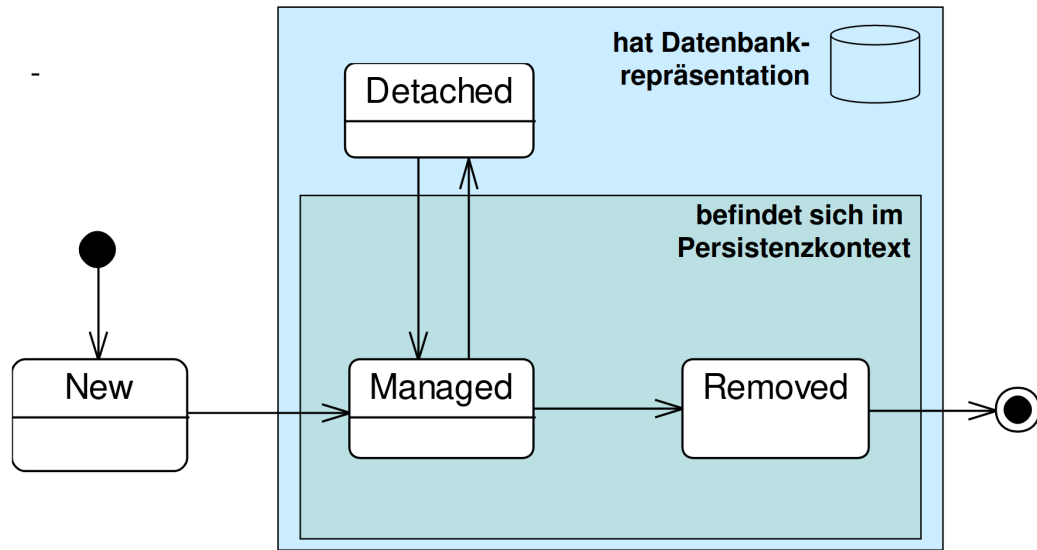 hat Datenbank-
repräsentation
-
Detached
befindet sich im
Persistenzkontext
New
Managed
Removed